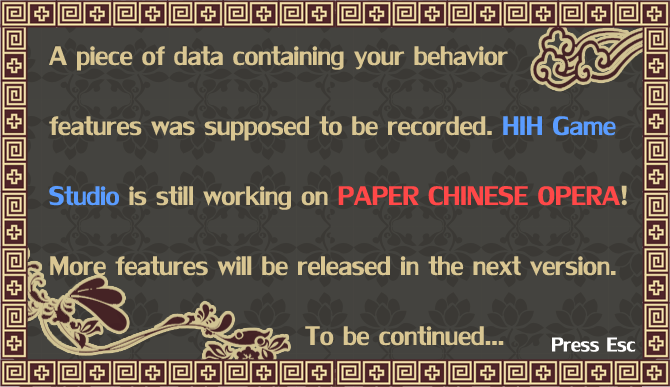 A piece of data containing your behavior
features was supposed to be recorded. HIH Game
Studio is still working on PAPER CHINESE OPERA!
More features will be released in the next version.
To be continued...
Press Esc